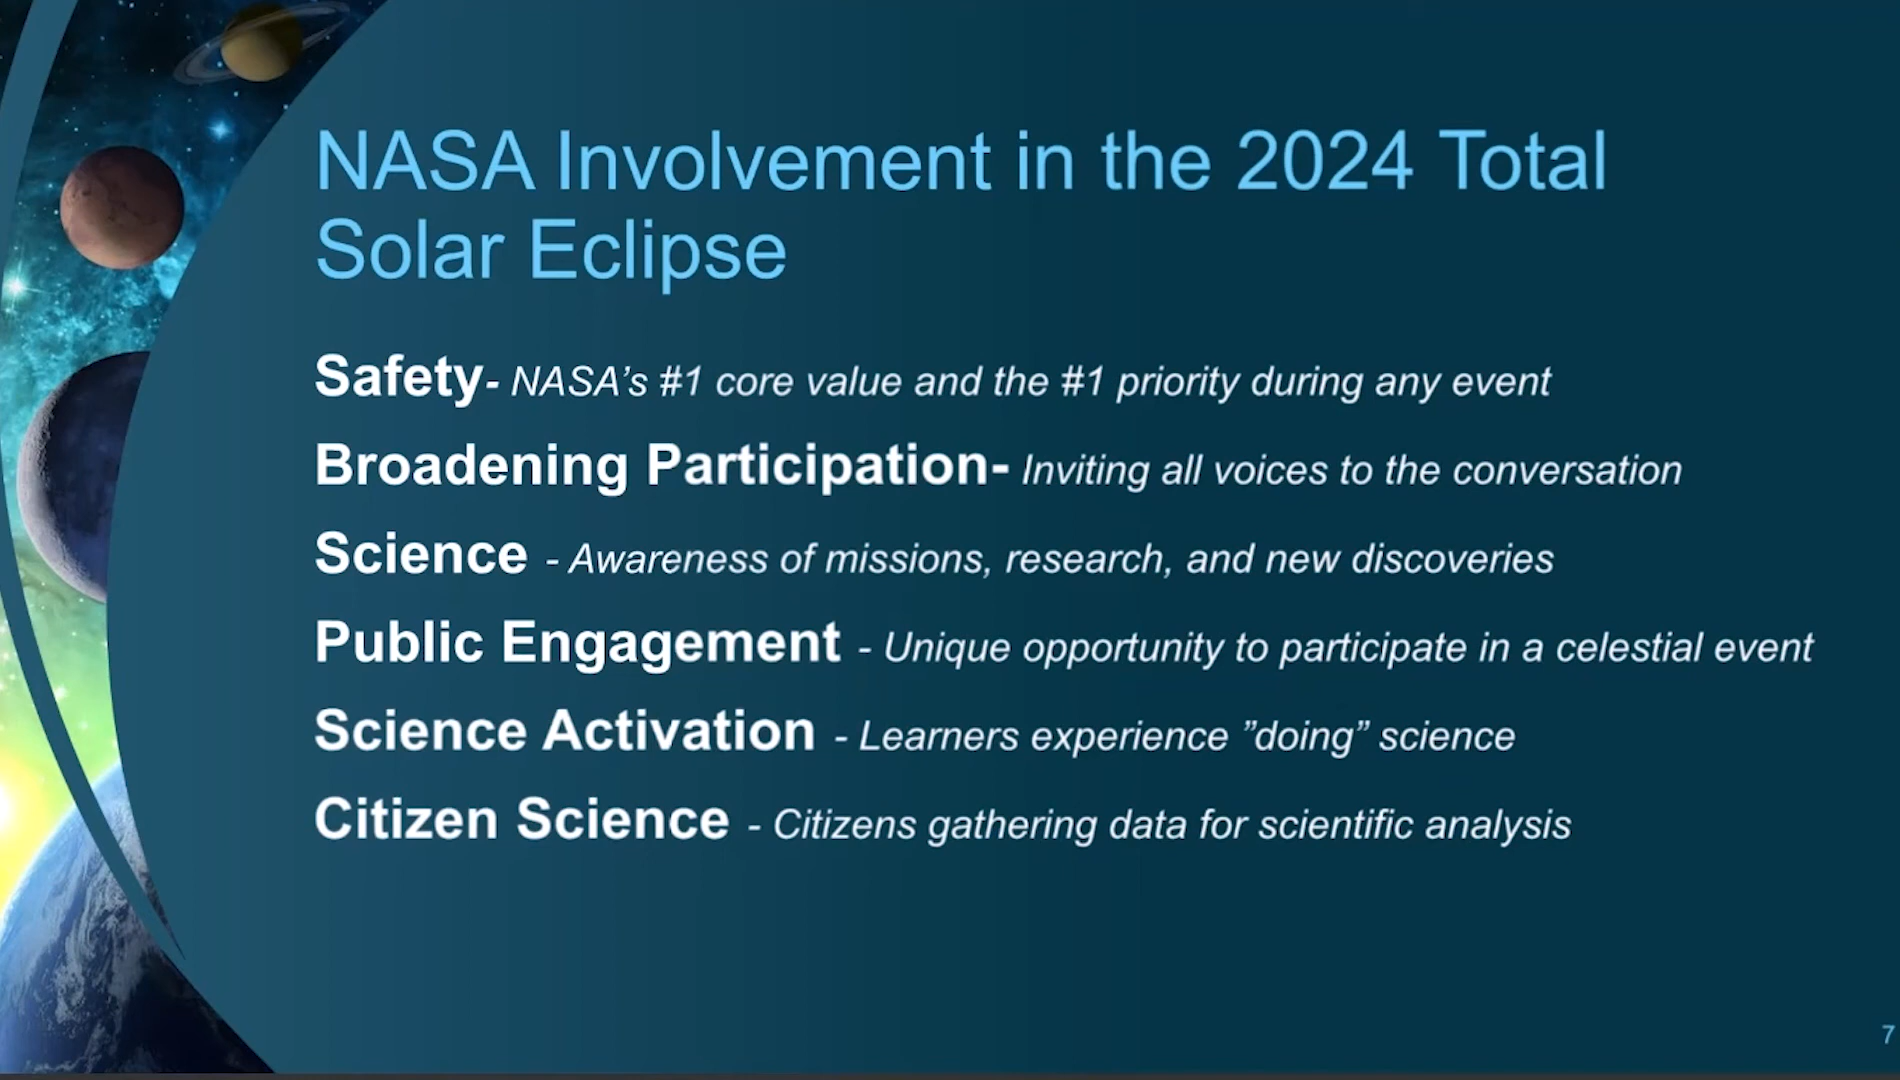 NASA Involvement in the 2024 Total
Solar Eclipse
Safety- NASA’s #1 core value and the #1 priority during any event
Broadening Participation- Inviting all voices to the conversation
Science - Awareness of missions, research, and new discoveries
Public Engagement - Unique opportunity to participate in a celestial event
Science Activation - Learners experience ”doing” science
Citizen Science - Citizens gathering data for scientific analysis
7